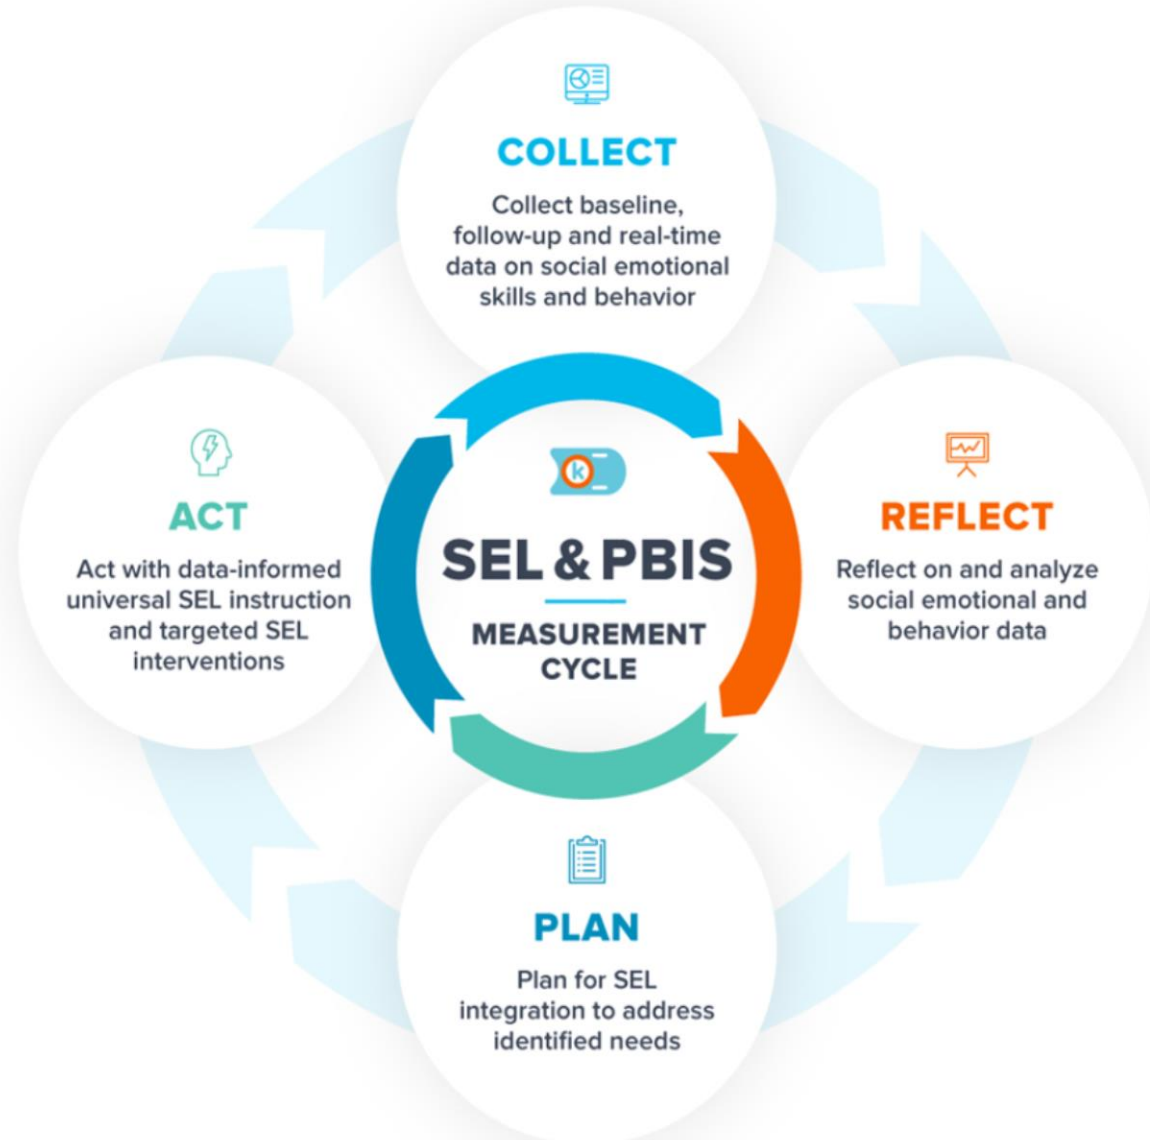 COLLECT
Collect baseline,
follow-up and real-time
data on social emotional
skills and behavior
REFLECT
Reflect on and analyze
social emotional and
behavior data
PLAN
Plan for SEL
integration to address
identified needs
ACT
Act with data-informed
universal SEL instruction
and targeted SEL
interventions
k
SEL & PBIS
MEASUREMENT
CYCLE